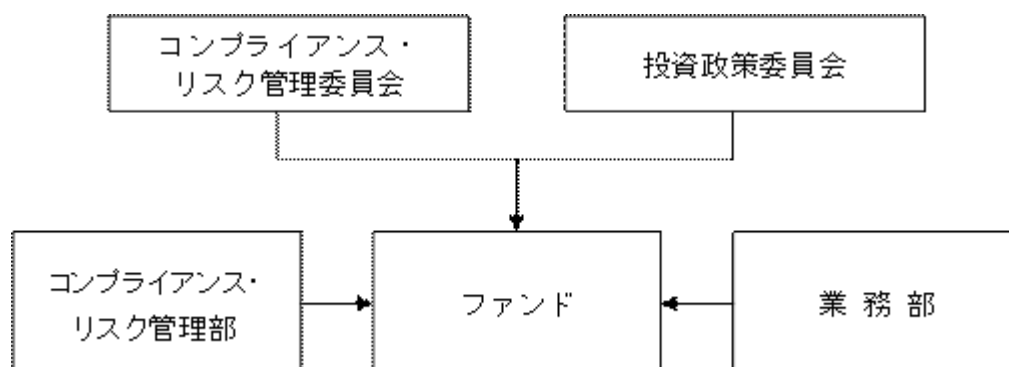 コンプライアンス・
リスク管理委員会
投資政策委員会
コンプライアンス・
リスク管理部
ファンド
業務部